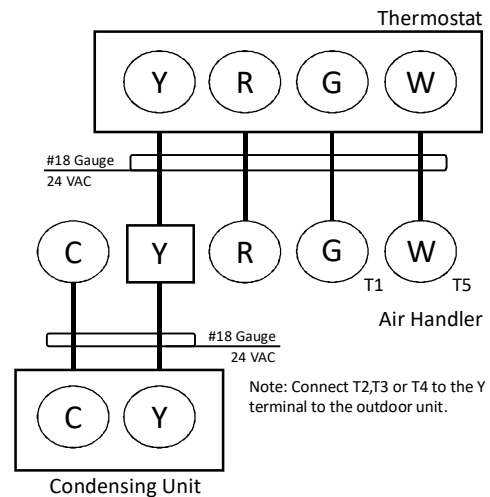 Thermostat
Y R G W
#18 Gauge
24 VAC
C Y R G W
T1 T5
Air Handler
#18 Gauge
24 VAC
Note: Connect T2,T3 or T4 to the Y
terminal to the outdoor unit.
C Y
Condensing Unit